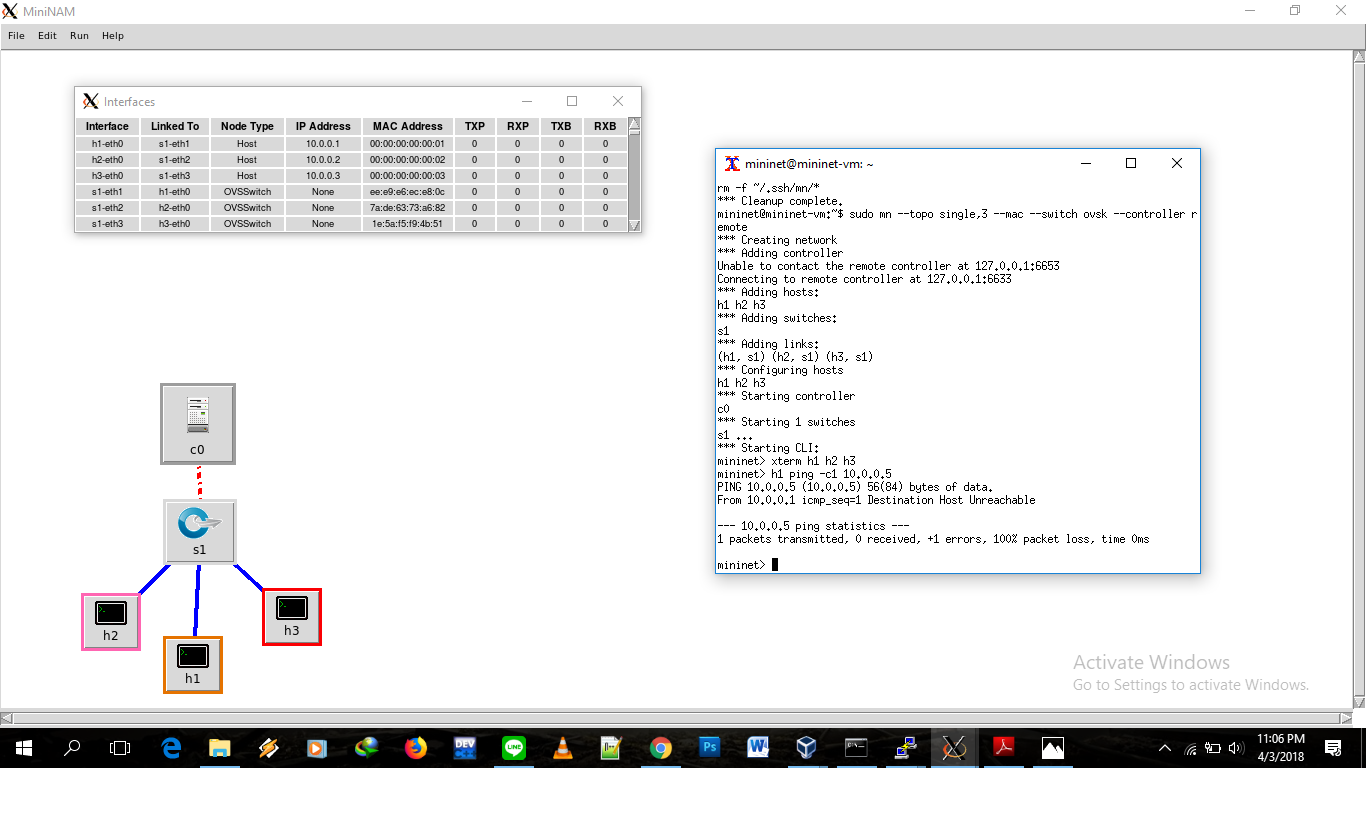 MiniNAM
File Edit Run Help
Interfaces
Interface Linked To Node Type IP Address MAC Address TXP RXP TXB RXB
h1-eth0 s1-eth1 Host 10.0.0.1 00:00:00:00:00:01 0 0 0 0
h2-eth0 s1-eth2 Host 10.0.0.2 00:00:00:00:00:02 0 0 0 0
h3-eth0 s1-eth3 Host 10.0.0.3 00:00:00:00:00:03 0 0 0 0
s1-eth1 h1-eth0 OVSSwitch None ee:e9:e6:ec:e8:0c 0 0 0 0
s1-eth2 h2-eth0 OVSSwitch None 7a:de:63:73:a6:82 0 0 0 0
s1-eth3 h3-eth0 OVSSwitch None 1e:5a:f5:f9:4b:51 0 0 0 0
c0
s1
h2
h1
h3
mininet@mininet-vm: ~
rm -f ~/.ssh/mn/*
*** Cleanup complete.
mininet@mininet-vm:~$ sudo mn --topo single,3 --mac --switch ovsk --controller r
emote
*** Creating network
*** Adding controller
Unable to contact the remote controller at 127.0.0.1:6653
Connecting to remote controller at 127.0.0.1:6633
*** Adding hosts:
h1 h2 h3
*** Adding switches:
s1
*** Adding links:
(h1, s1) (h2, s1) (h3, s1)
*** Configuring hosts
h1 h2 h3
*** Starting controller
c0
*** Starting 1 switches
s1 ...
*** Starting CLI:
mininet> xterm h1 h2 h3
mininet> h1 ping -c1 10.0.0.5
PING 10.0.0.5 (10.0.0.5) 56(84) bytes of data.
From 10.0.0.1 icmp_seq=1 Destination Host Unreachable
--- 10.0.0.5 ping statistics ---
1 packets transmitted, 0 received, +1 errors, 100% packet loss, time 0ms
mininet>
Activate Windows
Go to Settings to activate Windows.
DEV
LINE
Ps
11:06 PM
4/3/2018